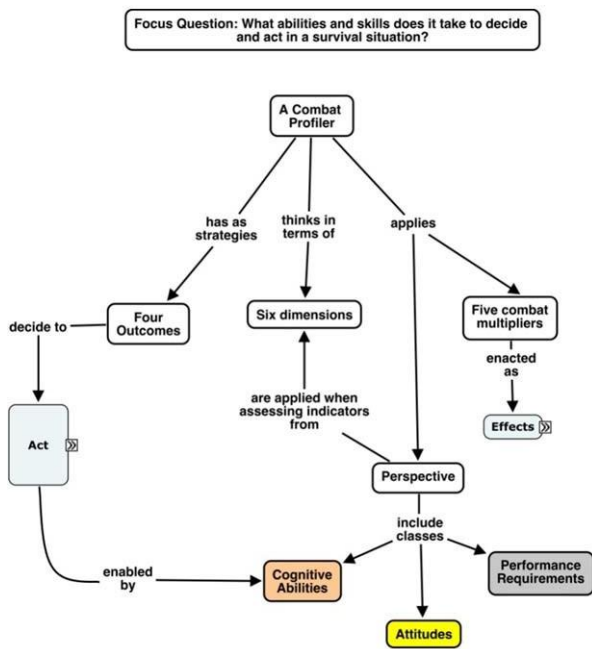 Focus Question: What abilities and skills does it take to decide
and act in a survival situation?
A Combat
Profiler
has as
strategies
thinks in
terms of
applies
Four
Outcomes
Six dimensions
Five combat
multipliers
decide to
enacted
as
are applied when
assessing indicators
from
Act
Effects
Perspective
include
classes
enabled
by
Cognitive
Abilities
Performance
Requirements
Attitudes